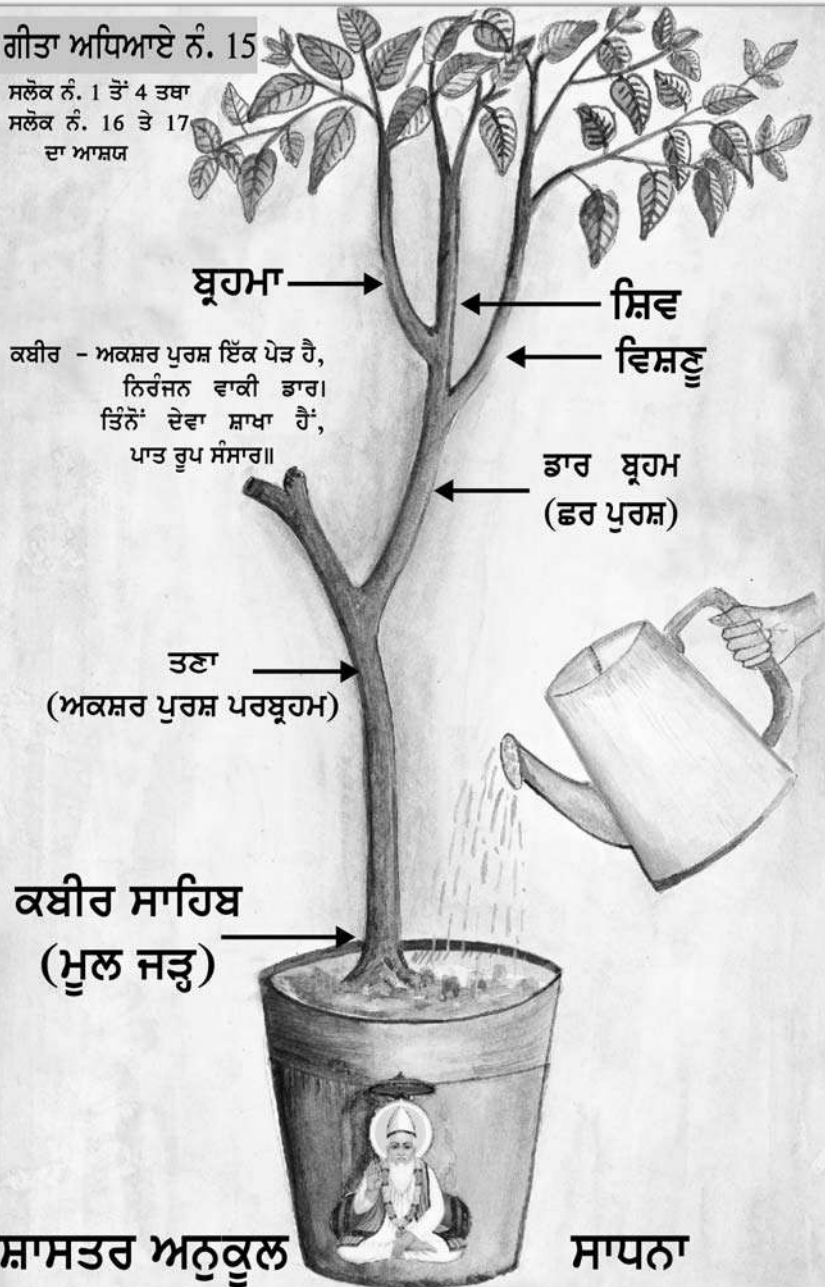 ਗੀਤਾ ਅਧਿਆਏ ਨੰ. 15
ਸਲੋਕ ਨੰ. 1 ਤੋਂ 4 ਤਥਾ
ਸਲੋਕ ਨੰ. 16 ਤੇ 17
ਦਾ ਆਸ਼ਯ
ਬ੍ਰਹਮਾ
ਸ਼ਿਵ
ਵਿਸ਼ਣੂ
ਕਬੀਰ - ਅਕਸ਼ਰ ਪੁਰਸ਼ ਇੱਕ ਪੇੜ ਹੈ,
ਨਿਰੰਜਨ ਵਾਕੀ ਡਾਰ।
ਤਿੰਨੋਂ ਦੇਵਾ ਸ਼ਾਖਾ ਹੈਂ,
ਪਾਤ ਰੂਪ ਸੰਸਾਰ॥
ਡਾਰ ਬ੍ਰਹਮ
(ਛਰ ਪੁਰਸ਼)
ਤਣਾ
(ਅਕਸ਼ਰ ਪੁਰਸ਼ ਪਰਬ੍ਰਹਮ)
ਕਬੀਰ ਸਾਹਿਬ
(ਮੂਲ ਜੜ੍ਹ)
ਸ਼ਾਸਤਰ ਅਨੁਕੂਲ ਸਾਧਨਾ